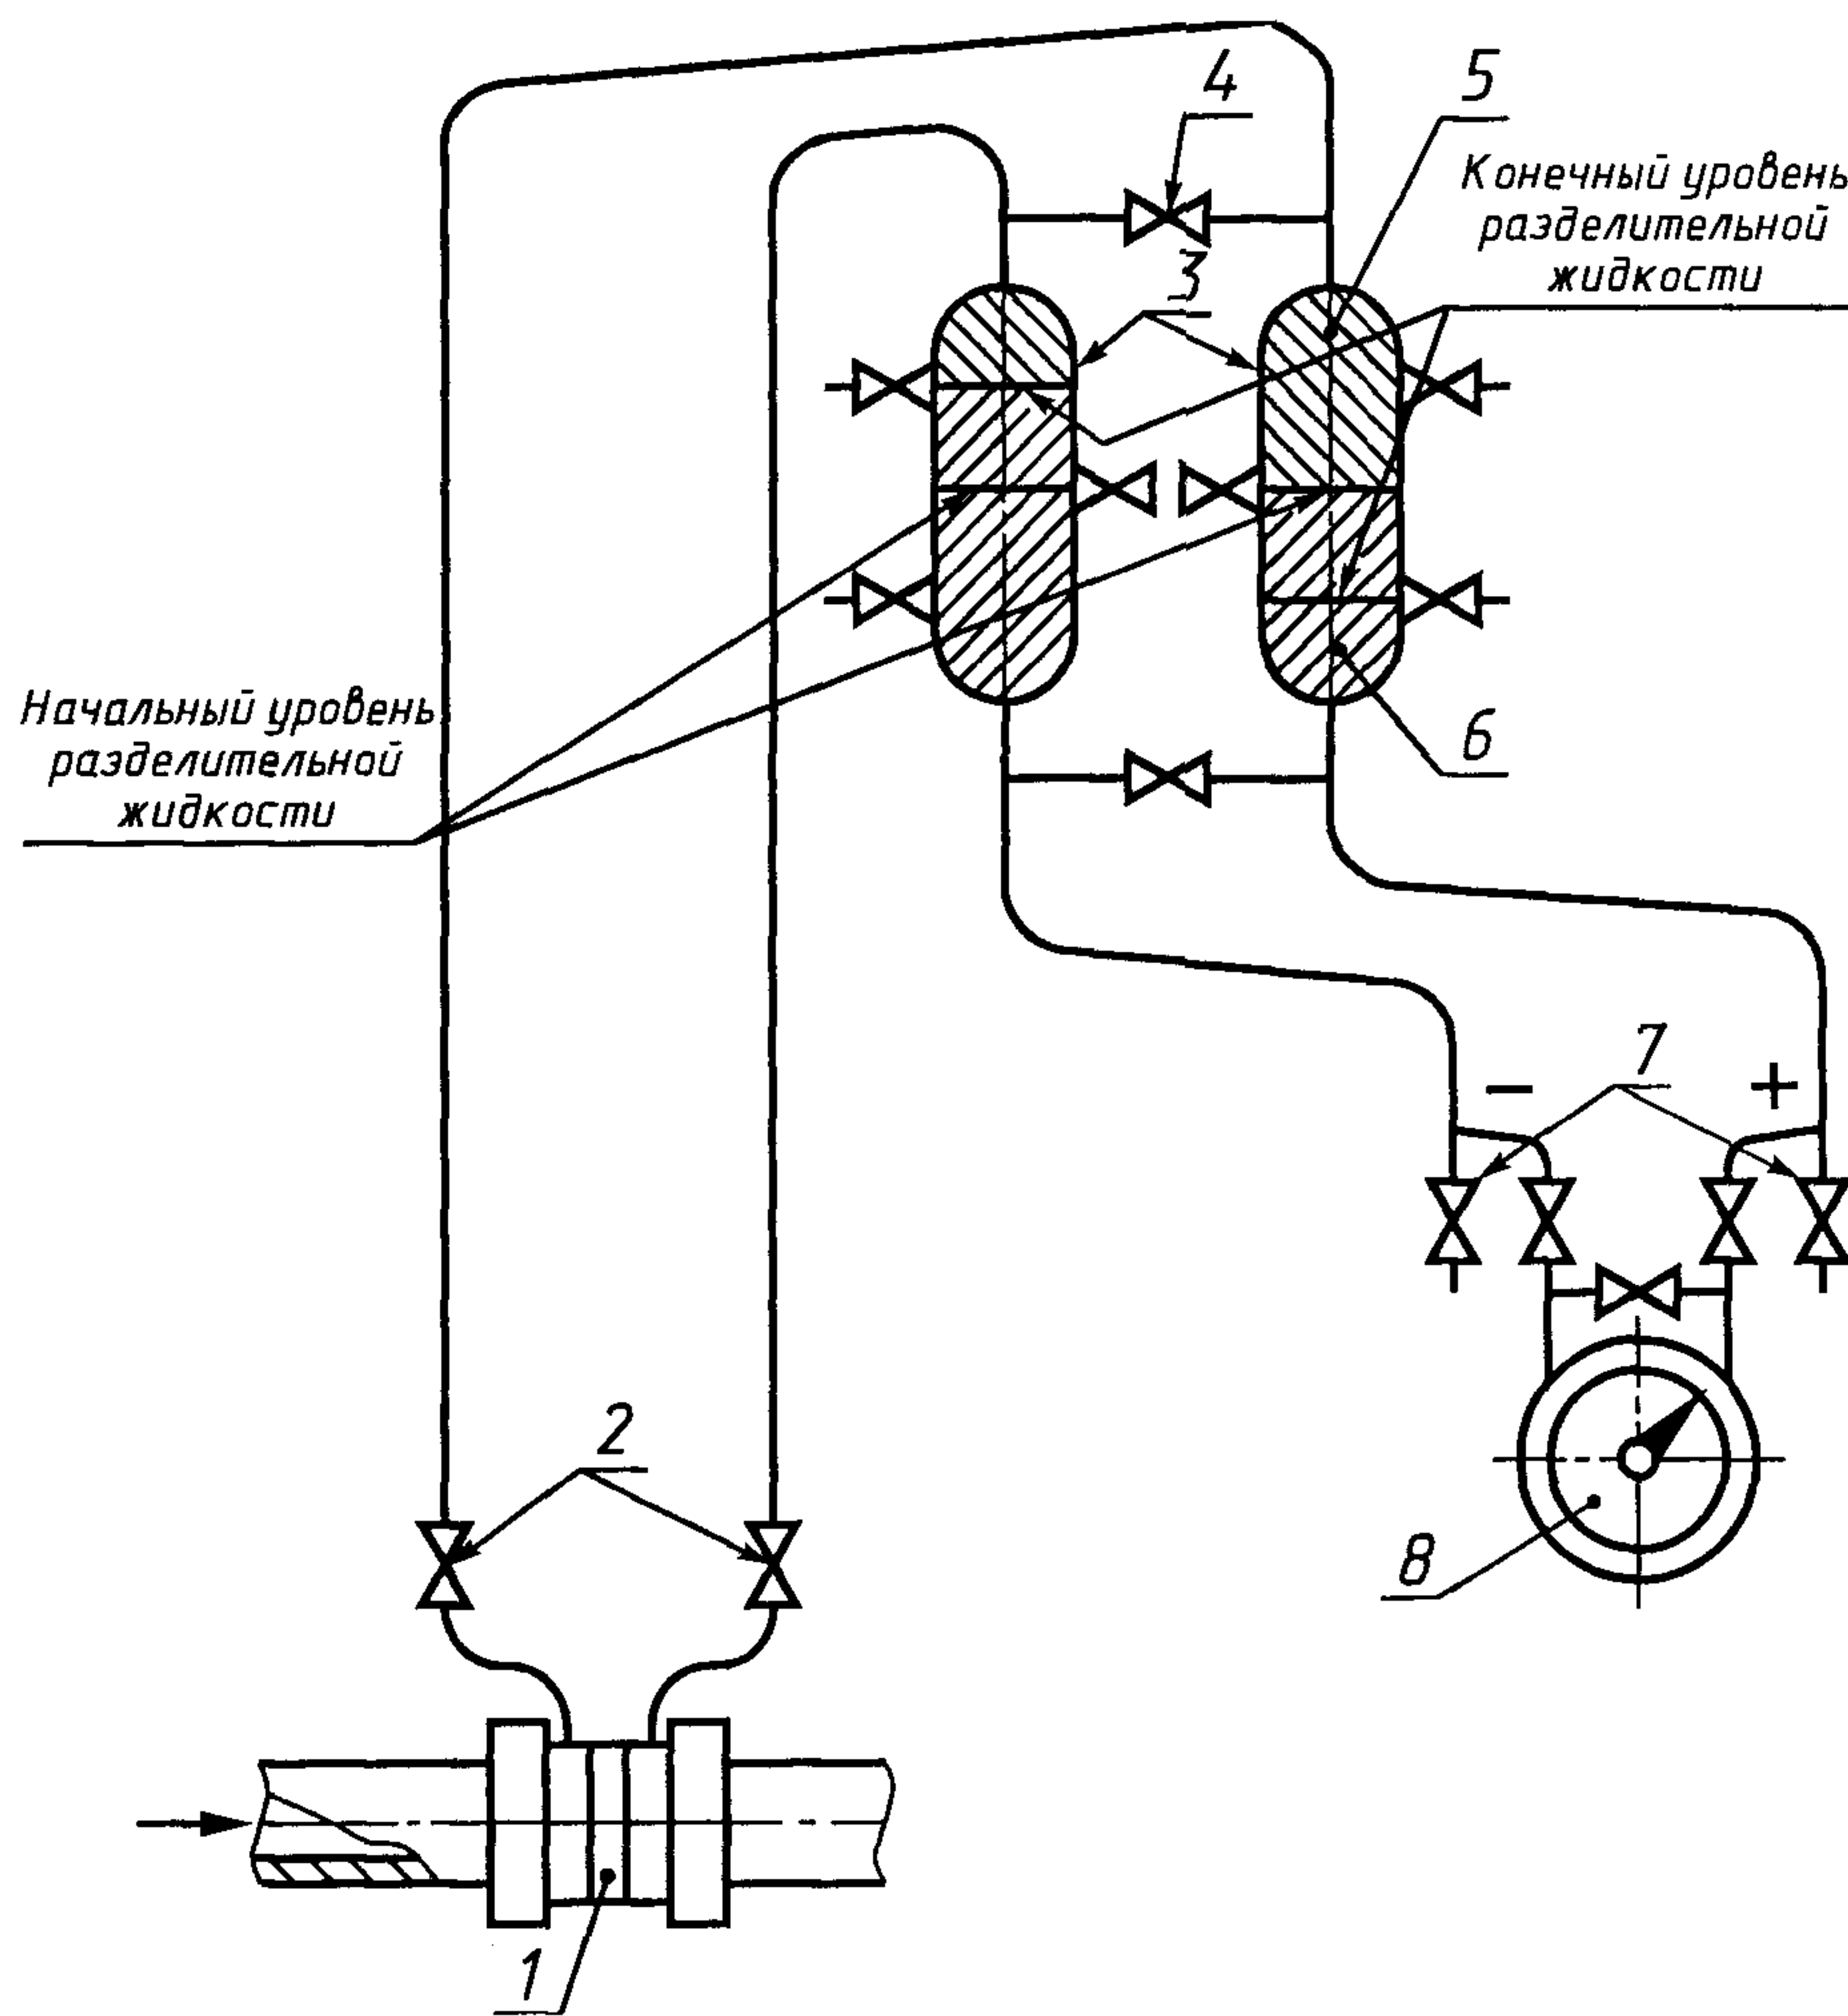 4
5
Конечный уровень
разделительной
жидкости
3
Начальный уровень
разделительной
жидкости
6
7
−
+
2
8
1